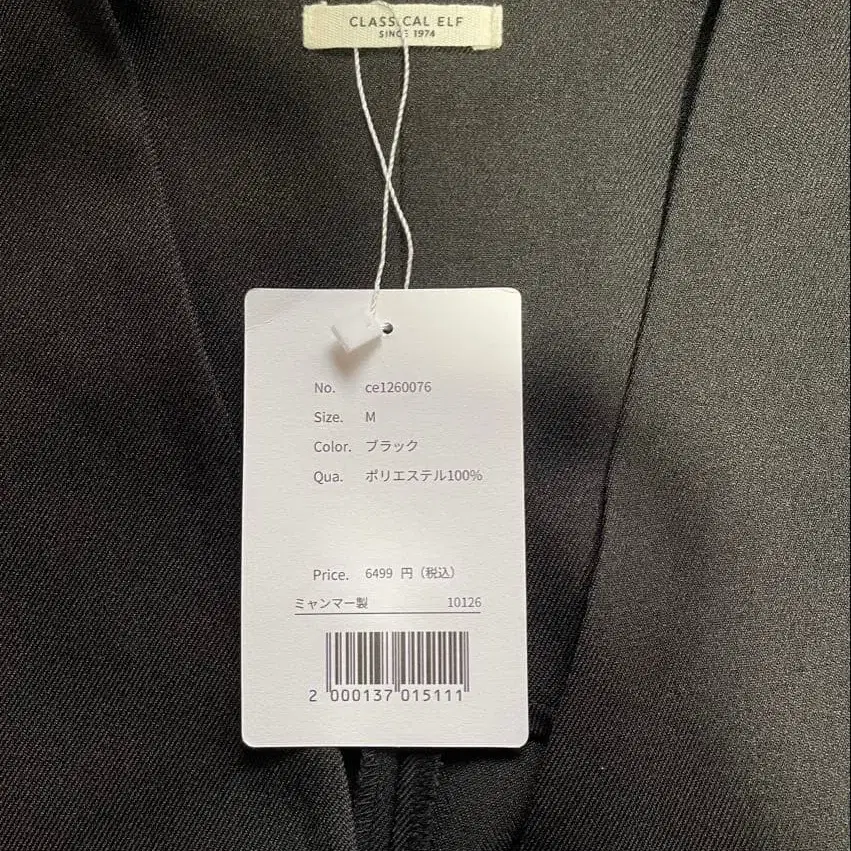 CLASSICAL ELF
SINCE 1974
No. ce1260076
Size. M
Color. ブラック
Qua. ポリエステル100%
Price. 6499 円（税込）
ミャンマー製 10126
2 000137 015111